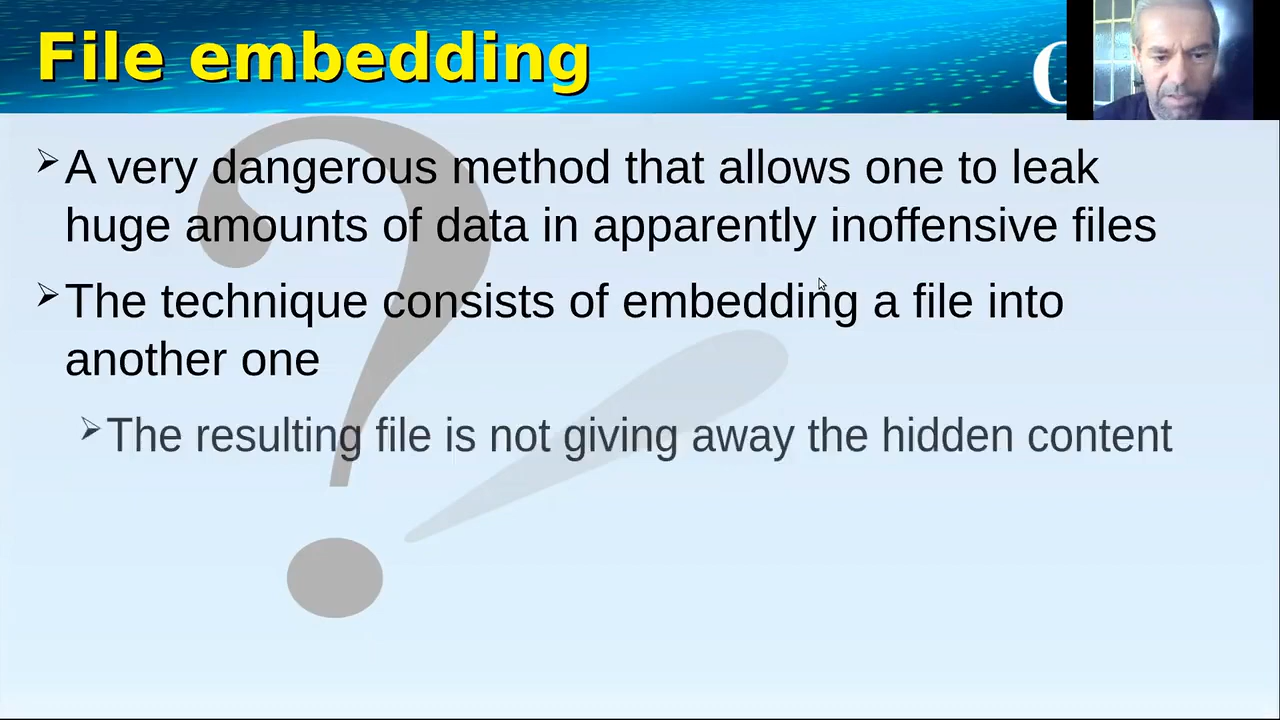 File embedding
A very dangerous method that allows one to leak
huge amounts of data in apparently inoffensive files
The technique consists of embedding a file into
another one
The resulting file is not giving away the hidden content